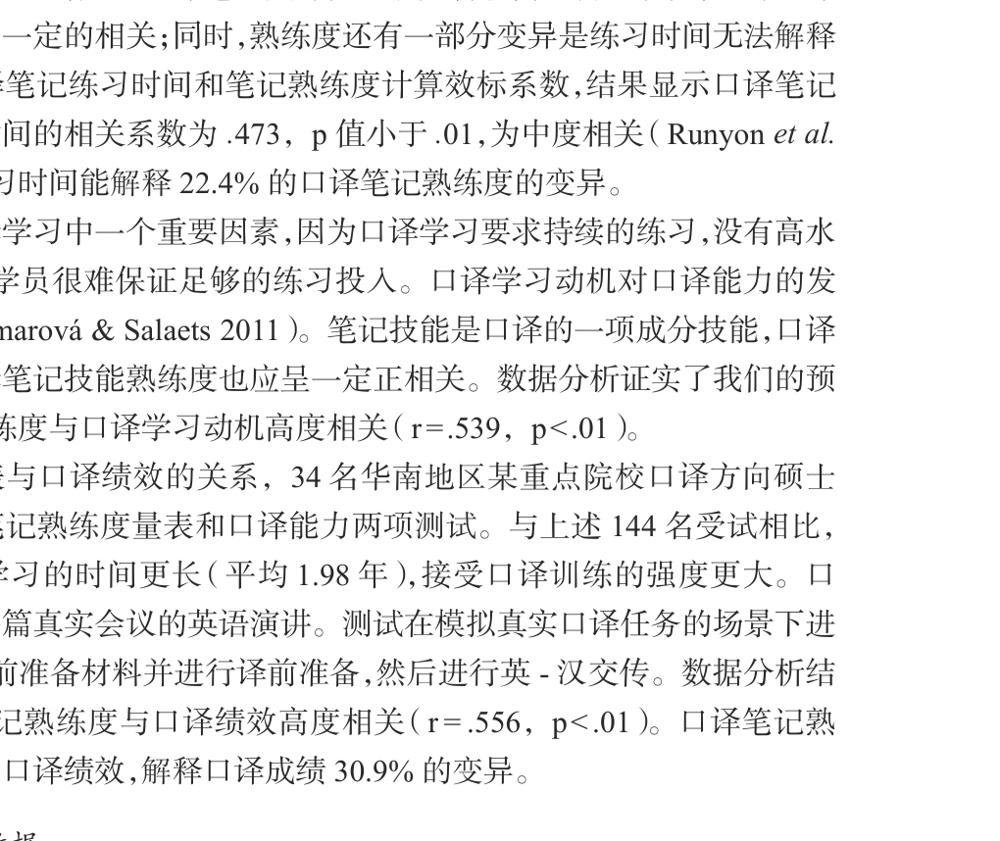 一定的相关;同时,熟练度还有一部分变异是练习时间无法解释
笔记练习时间和笔记熟练度计算效标系数,结果显示口译笔记
间的相关系数为 .473，p 值小于 .01,为中度相关( Runyon et al.
习时间能解释 22.4% 的口译笔记熟练度的变异。
学习中一个重要因素,因为口译学习要求持续的练习,没有高水
学员很难保证足够的练习投入。口译学习动机对口译能力的发
marová & Salaets 2011 )。笔记技能是口译的一项成分技能,口译
笔记技能熟练度也应呈一定正相关。数据分析证实了我们的预
练度与口译学习动机高度相关( r=.539，p<.01 )。
与口译绩效的关系，34 名华南地区某重点院校口译方向硕士
笔记熟练度量表和口译能力两项测试。与上述 144 名受试相比,
学习的时间更长( 平均 1.98 年 ),接受口译训练的强度更大。口
篇真实会议的英语演讲。测试在模拟真实口译任务的场景下进
前准备材料并进行译前准备,然后进行英 - 汉交传。数据分析结
记熟练度与口译绩效高度相关( r=.556，p<.01 )。口译笔记熟
口译绩效,解释口译成绩 30.9% 的变异。